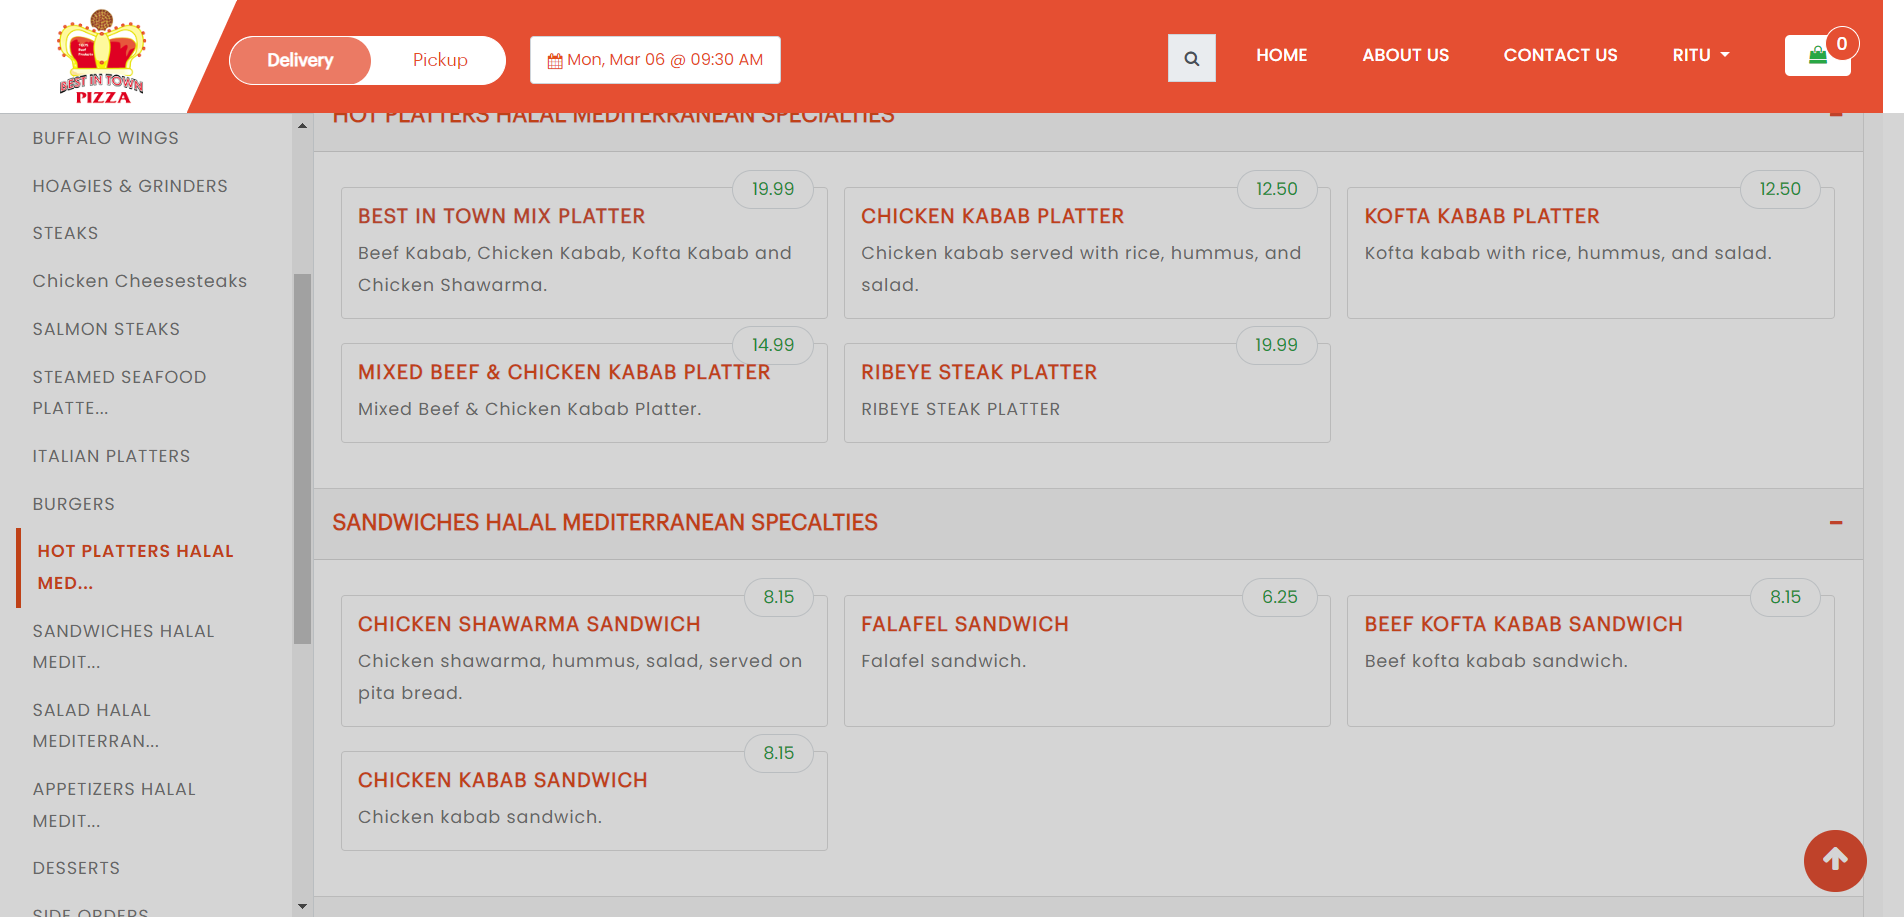 BEST IN TOWN
PIZZA
Delivery
Pickup
Mon, Mar 06 @ 09:30 AM
HOME
ABOUT US
CONTACT US
RITU
0
BUFFALO WINGS
HOAGIES & GRINDERS
STEAKS
Chicken Cheesesteaks
SALMON STEAKS
STEAMED SEAFOOD
PLATTE...
ITALIAN PLATTERS
BURGERS
HOT PLATTERS HALAL
MED...
SANDWICHES HALAL
MEDIT...
SALAD HALAL
MEDITERRAN...
APPETIZERS HALAL
MEDIT...
DESSERTS
SIDE ORDERS
HOT PLATTERS HALAL MEDITERRANEAN SPECIALTIES
19.99
BEST IN TOWN MIX PLATTER
Beef Kabab, Chicken Kabab, Kofta Kabab and
Chicken Shawarma.
12.50
CHICKEN KABAB PLATTER
Chicken kabab served with rice, hummus, and
salad.
12.50
KOFTA KABAB PLATTER
Kofta kabab with rice, hummus, and salad.
14.99
MIXED BEEF & CHICKEN KABAB PLATTER
Mixed Beef & Chicken Kabab Platter.
19.99
RIBEYE STEAK PLATTER
RIBEYE STEAK PLATTER
SANDWICHES HALAL MEDITERRANEAN SPECALTIES
8.15
CHICKEN SHAWARMA SANDWICH
Chicken shawarma, hummus, salad, served on
pita bread.
6.25
FALAFEL SANDWICH
Falafel sandwich.
8.15
BEEF KOFTA KABAB SANDWICH
Beef kofta kabab sandwich.
8.15
CHICKEN KABAB SANDWICH
Chicken kabab sandwich.